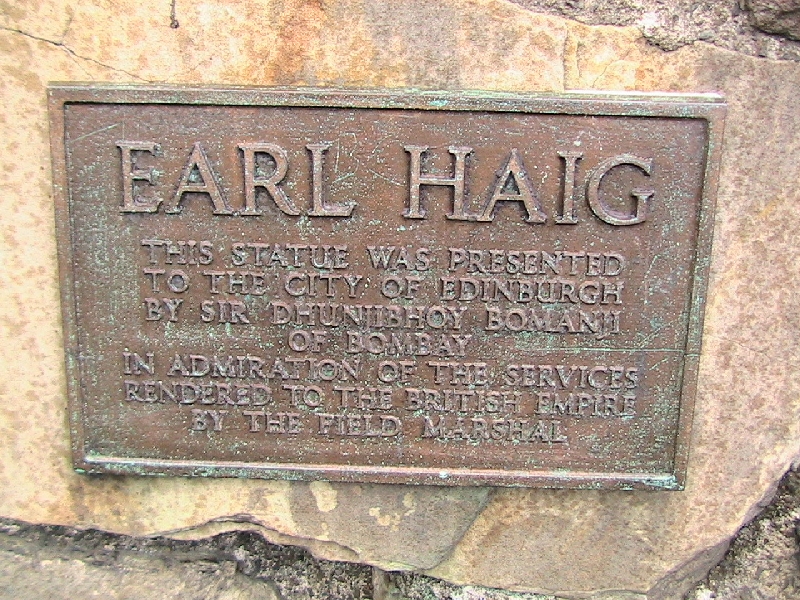 EARL HAIG
THIS STATUE WAS PRESENTED
TO THE CITY OF EDINBURGH
BY SIR DHUNJIBHOY BOMANJI
OF BOMBAY
IN ADMIRATION OF THE SERVICES
RENDERED TO THE BRITISH EMPIRE
BY THE FIELD MARSHAL